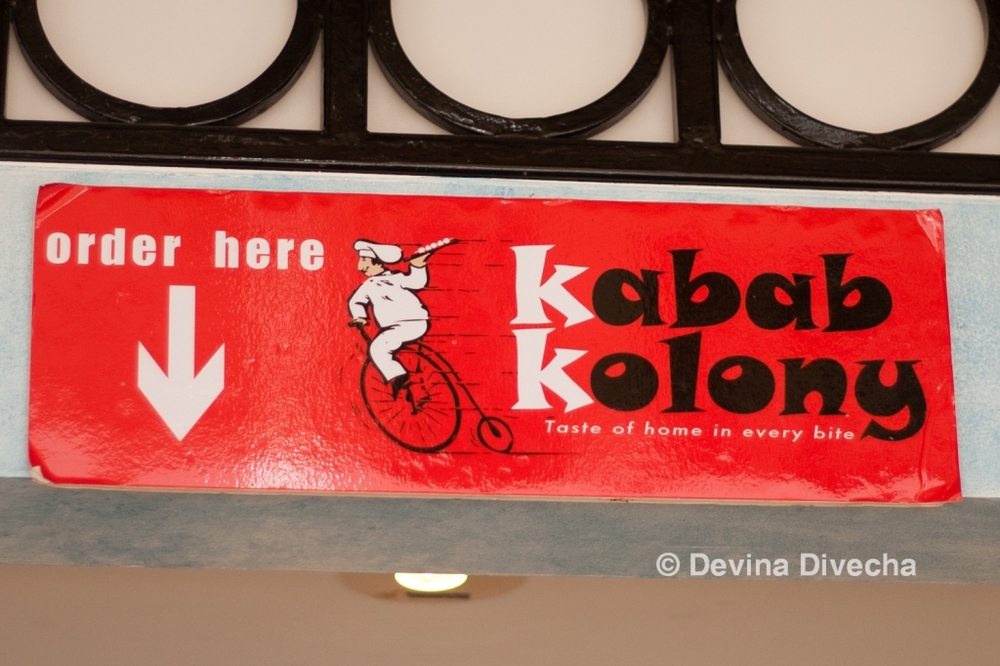 order here
kabab
kolony
Taste of home in every bite
© Devina Divecha